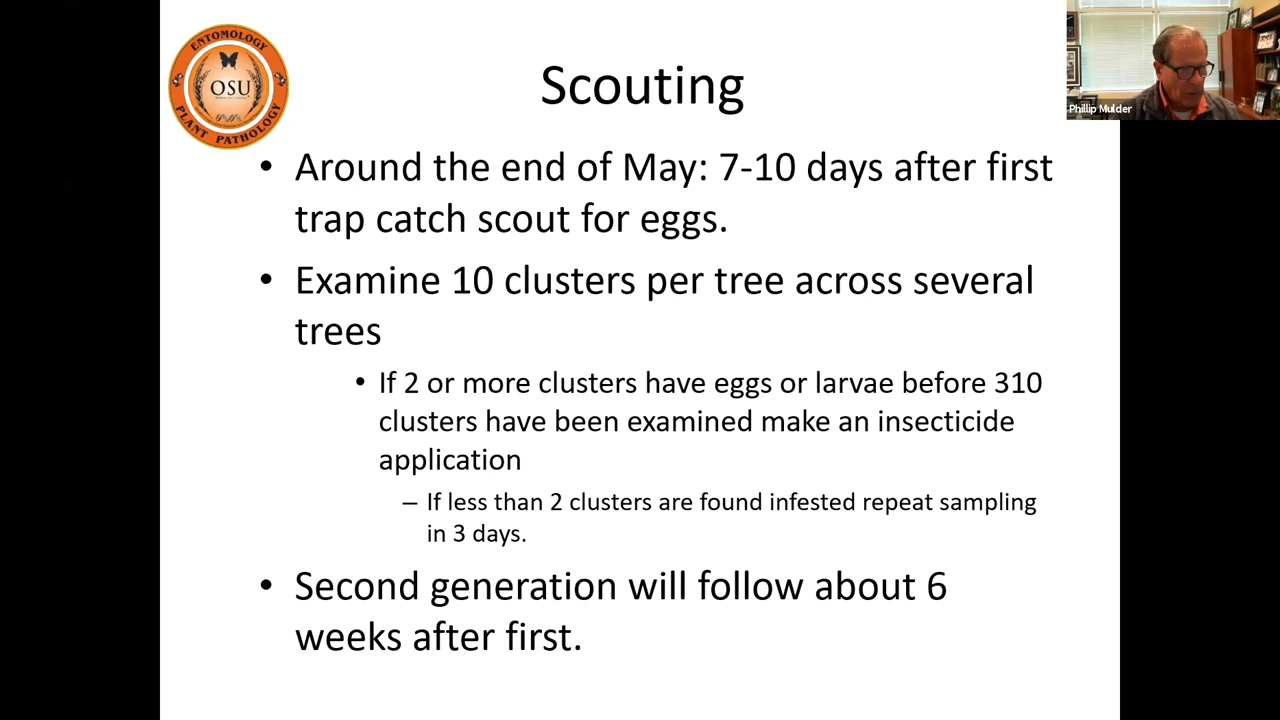 ENTOMOLOGY
OSU
PLANT PATHOLOGY
Scouting
Phillip Mulder
• Around the end of May: 7-10 days after first
trap catch scout for eggs.
• Examine 10 clusters per tree across several
trees
• If 2 or more clusters have eggs or larvae before 310
clusters have been examined make an insecticide
application
– If less than 2 clusters are found infested repeat sampling
in 3 days.
• Second generation will follow about 6
weeks after first.